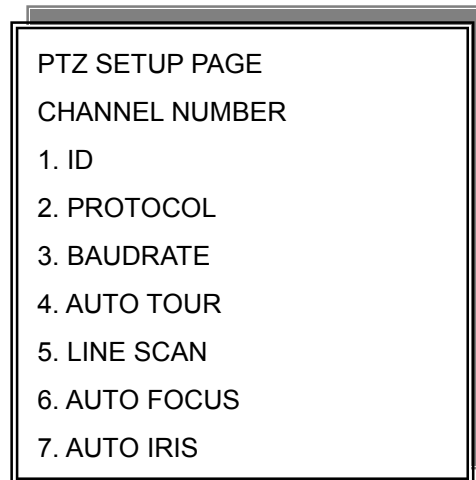 PTZ SETUP PAGE
CHANNEL NUMBER
1. ID
2. PROTOCOL
3. BAUDRATE
4. AUTO TOUR
5. LINE SCAN
6. AUTO FOCUS
7. AUTO IRIS